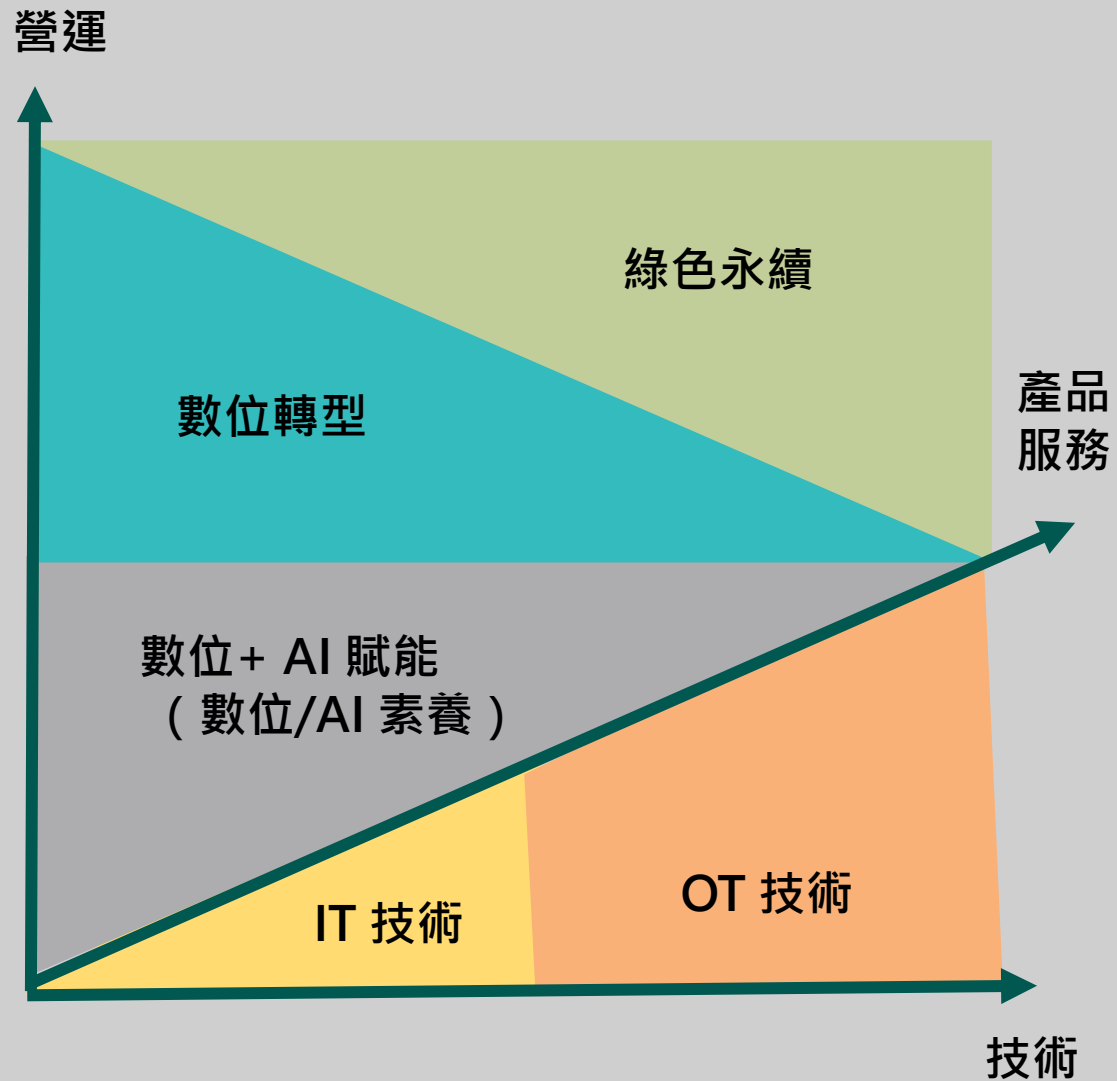 營運
綠色永續
產品
服務
數位轉型
數位+ AI 賦能
（數位/AI 素養）
OT 技術
IT 技術
技術